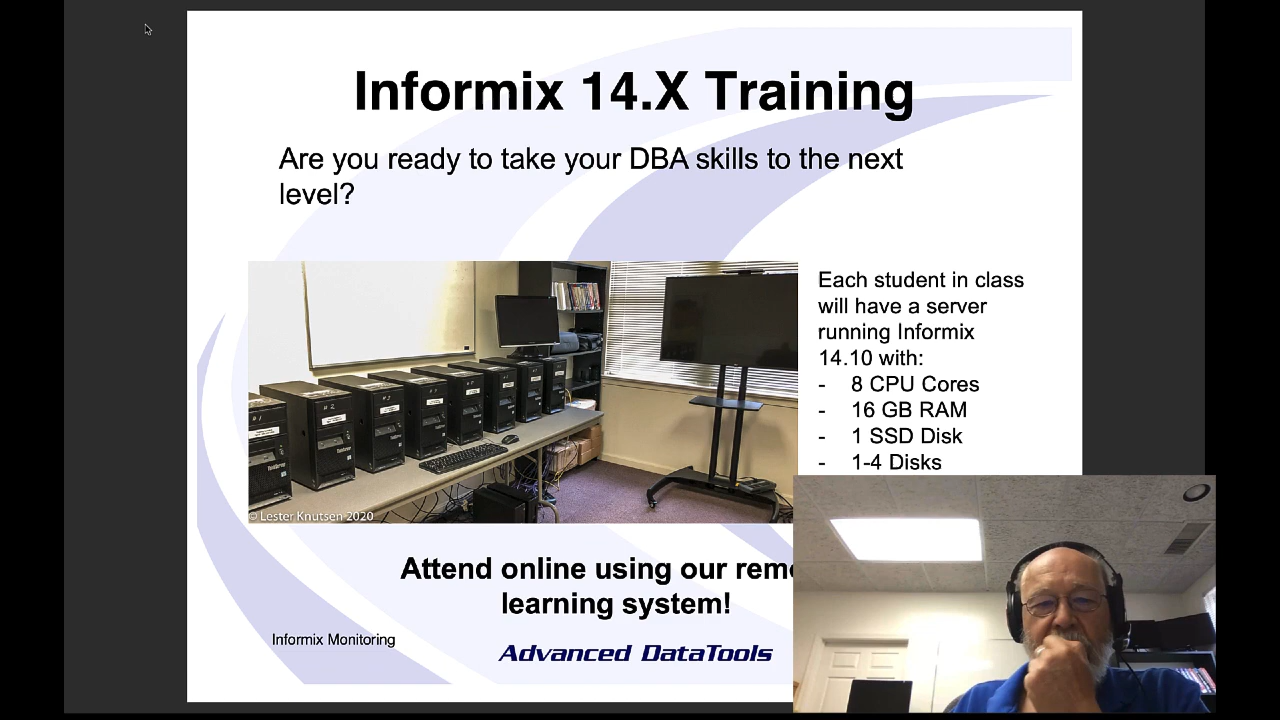 Informix 14.X Training
Are you ready to take your DBA skills to the next
level?
Each student in class
will have a server
running Informix
14.10 with:
- 8 CPU Cores
- 16 GB RAM
- 1 SSD Disk
- 1-4 Disks
© Lester Knutsen 2020
Attend online using our
learning system!
Informix Monitoring
Advanced DataTools